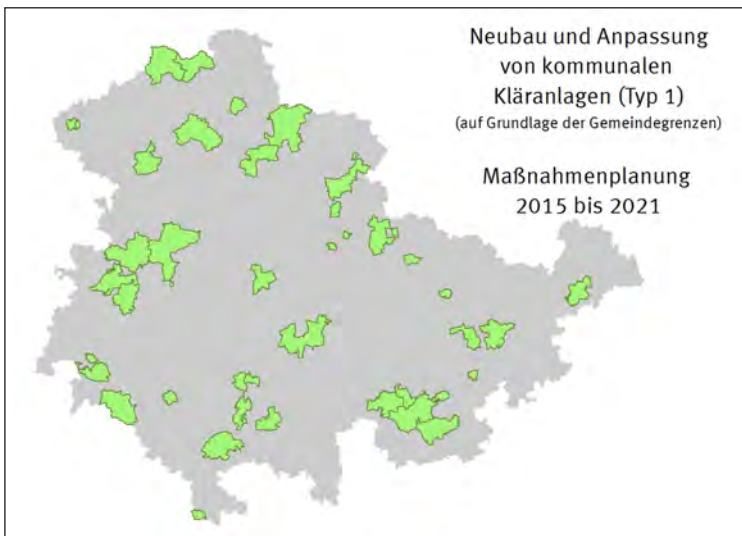 Neubau und Anpassung
von kommunalen
Kläranlagen (Typ 1)
(auf Grundlage der Gemeindegrenzen)
Maßnahmenplanung
2015 bis 2021